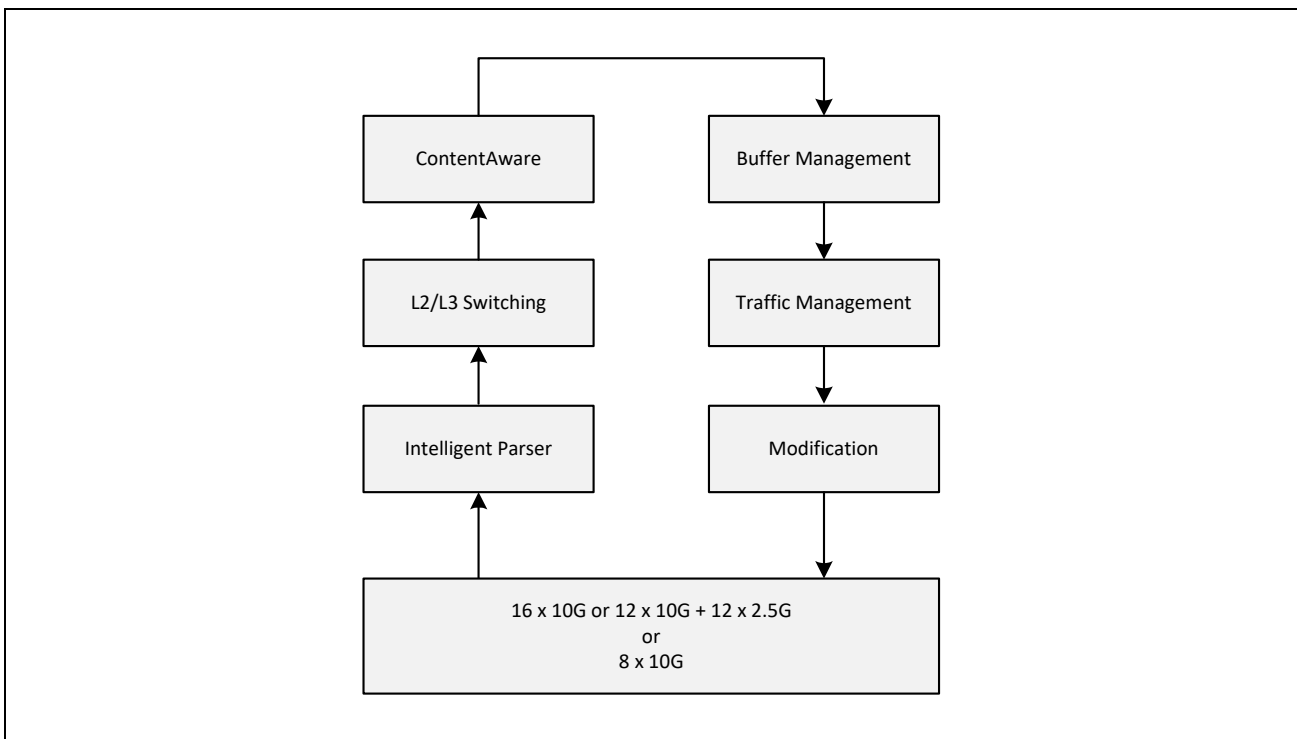 ContentAware
Buffer Management
L2/L3 Switching
Traffic Management
Intelligent Parser
Modification
16 x 10G or 12 x 10G + 12 x 2.5G
or
8 x 10G